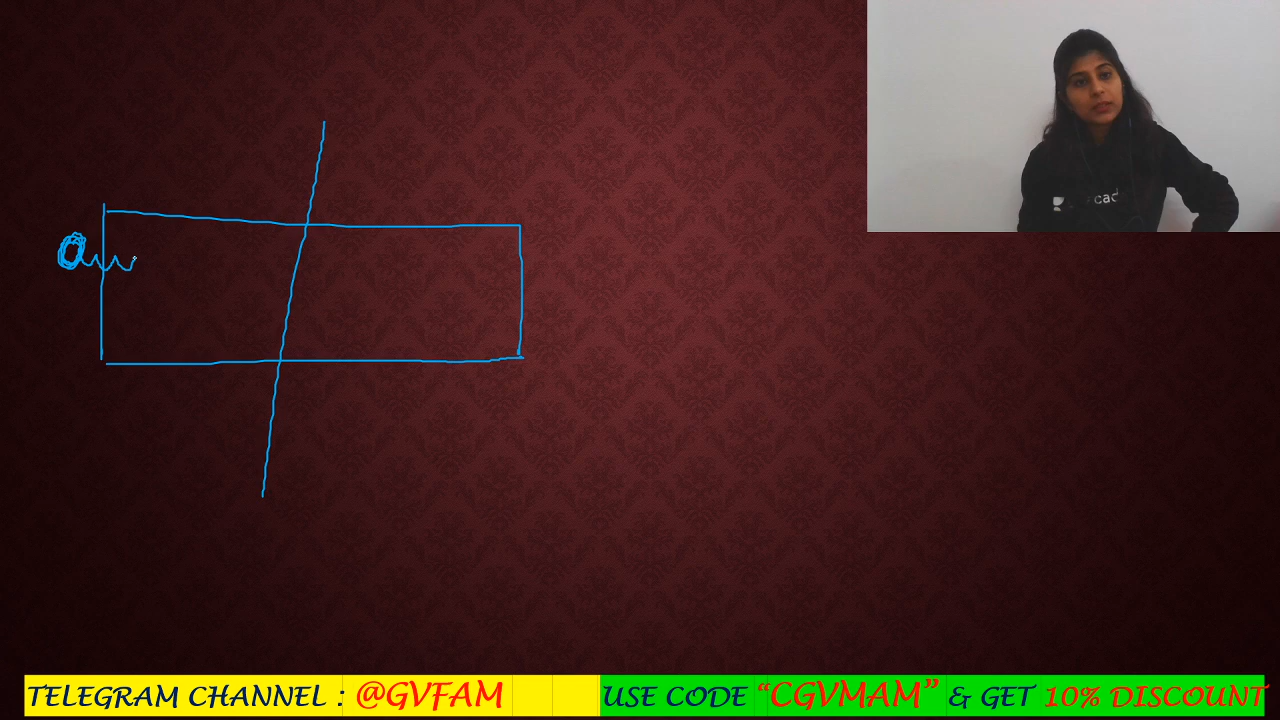 TELEGRAM CHANNEL : @GVFAM USE CODE “CGVMAM” & GET 10% DISCOUNT